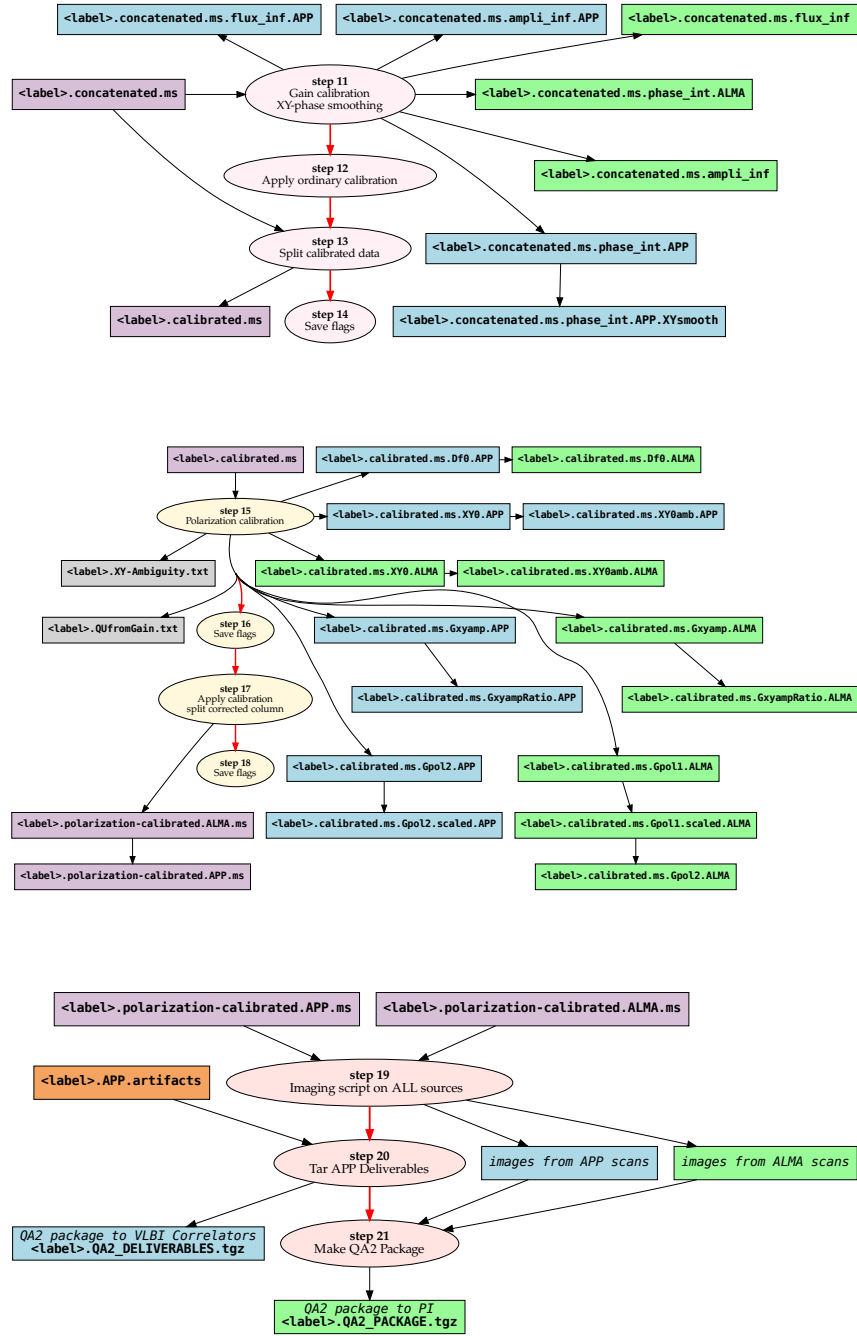 <label>.concatenated.ms.flux_inf.APP
<label>.concatenated.ms.ampli_inf.APP
<label>.concatenated.ms.flux_inf
<label>.concatenated.ms
step 11
Gain calibration
XY-phase smoothing
<label>.concatenated.ms.phase_int.ALMA
step 12
Apply ordinary calibration
<label>.concatenated.ms.ampli_inf
step 13
Split calibrated data
<label>.concatenated.ms.phase_int.APP
<label>.calibrated.ms
step 14
Save flags
<label>.concatenated.ms.phase_int.APP.XYsmooth
<label>.calibrated.ms
<label>.calibrated.ms.Df0.APP
<label>.calibrated.ms.Df0.ALMA
step 15
Polarization calibration
<label>.calibrated.ms.XY0.APP
<label>.calibrated.ms.XY0amb.APP
<label>.XY-Ambiguity.txt
<label>.calibrated.ms.XY0.ALMA
<label>.calibrated.ms.XY0amb.ALMA
<label>.QUfromGain.txt
step 16
Save flags
<label>.calibrated.ms.Gxyamp.APP
<label>.calibrated.ms.Gxyamp.ALMA
step 17
Apply calibration
split corrected column
<label>.calibrated.ms.GxyampRatio.APP
<label>.calibrated.ms.GxyampRatio.ALMA
step 18
Save flags
<label>.calibrated.ms.Gpol2.APP
<label>.calibrated.ms.Gpol1.ALMA
<label>.polarization-calibrated.ALMA.ms
<label>.calibrated.ms.Gpol2.scaled.APP
<label>.calibrated.ms.Gpol1.scaled.ALMA
<label>.polarization-calibrated.APP.ms
<label>.calibrated.ms.Gpol2.ALMA
<label>.polarization-calibrated.APP.ms
<label>.polarization-calibrated.ALMA.ms
<label>.APP.artifacts
step 19
Imaging script on ALL sources
step 20
Tar APP Deliverables
images from APP scans
images from ALMA scans
QA2 package to VLBI Correlators
<label>.QA2_DELIVERABLES.tgz
step 21
Make QA2 Package
QA2 package to PI
<label>.QA2_PACKAGE.tgz